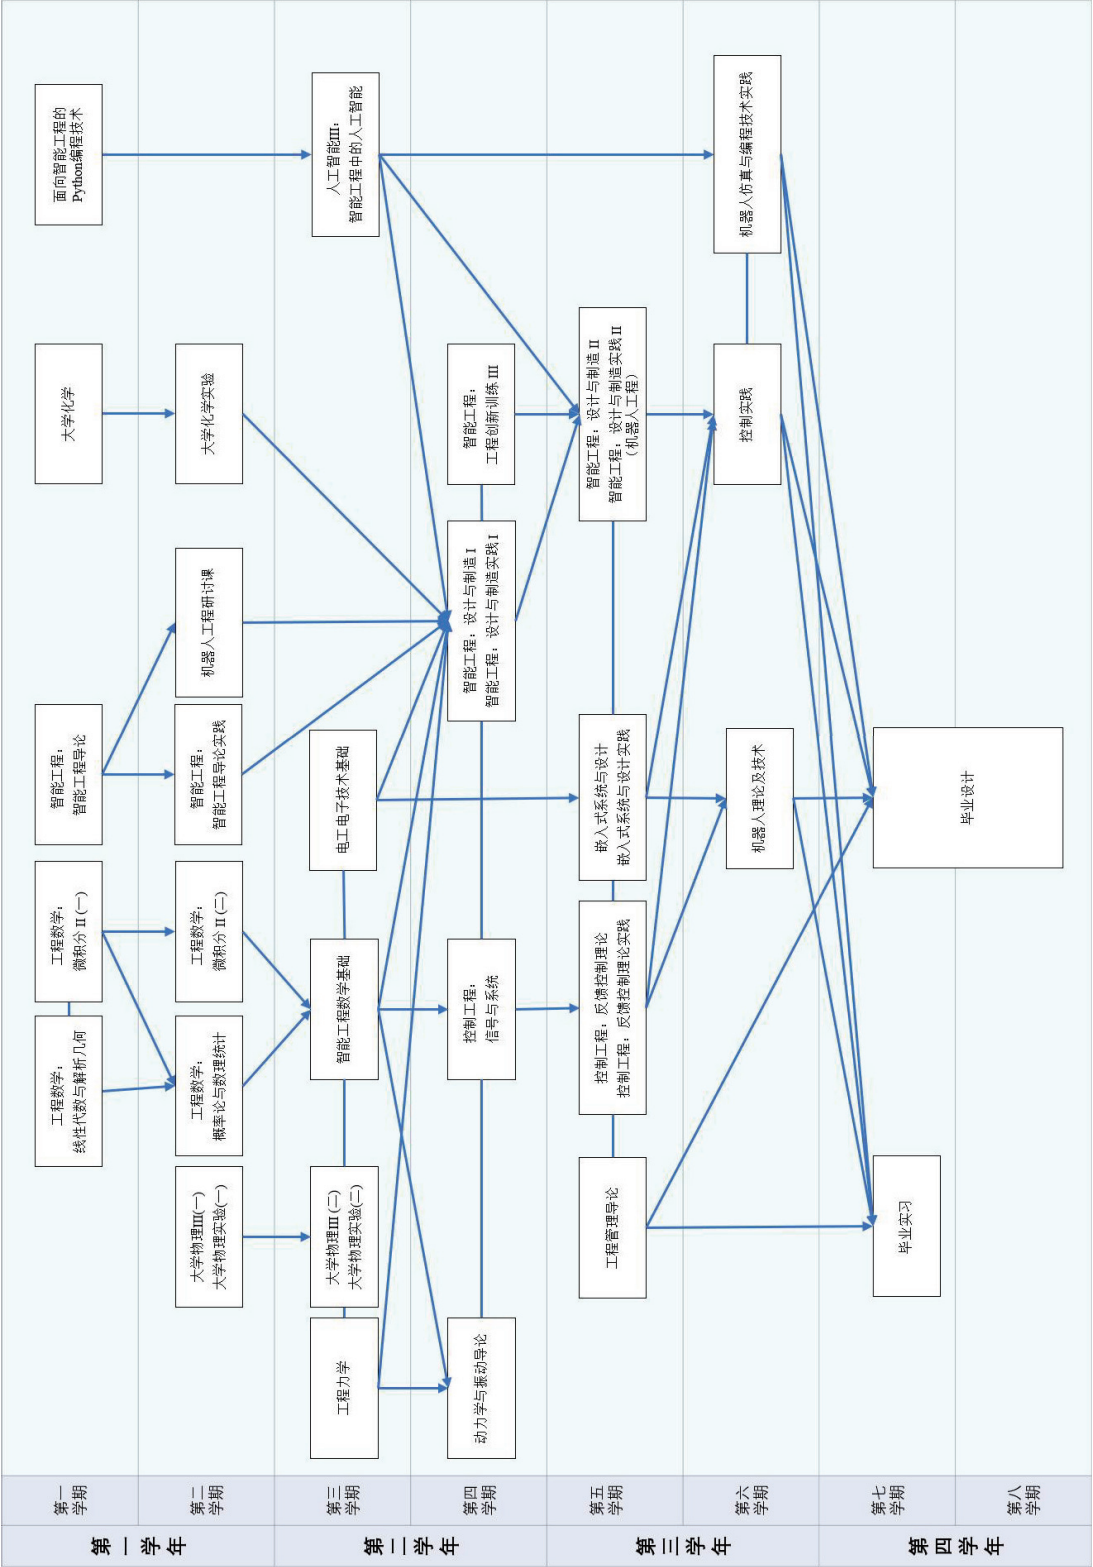 第一学年
第一
学期
工程数学：
线性代数与解析几何
工程数学：
微积分 II (一)
智能工程：
智能工程导论
大学化学
面向智能工程的
Python编程技术
第二
学期
大学物理III(一)
大学物理实验(一)
工程数学：
概率论与数理统计
工程数学：
微积分 II (二)
智能工程：
智能工程导论实践
机器人工程研讨课
大学化学实验
第二学年
第三
学期
工程力学
大学物理III (二)
大学物理实验(二)
智能工程数学基础
电工电子技术基础
人工智能III：
智能工程中的人工智能
第四
学期
动力学与振动导论
控制工程：
信号与系统
智能工程：设计与制造 I
智能工程：设计与制造实践 I
智能工程：
工程创新训练 III
第三学年
第五
学期
工程管理导论
控制工程：反馈控制理论
控制工程：反馈控制理论实践
嵌入式系统与设计
嵌入式系统与设计实践
智能工程：设计与制造 II
智能工程：设计与制造实践 II
（机器人工程）
第六
学期
机器人理论及技术
控制实践
机器人仿真与编程技术实践
第四学年
第七
学期
毕业实习
毕业设计
第八
学期